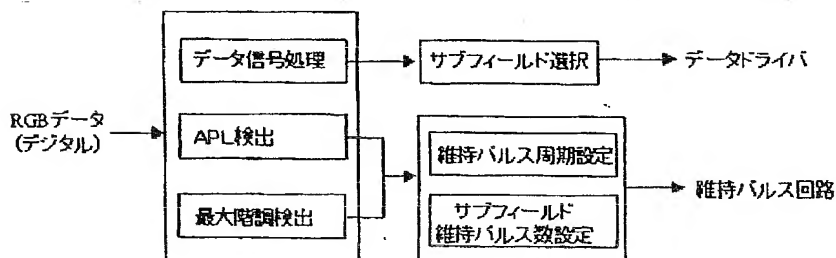 データ信号処理
サブフィールド選択
データドライバ
RGBデータ
(デジタル)
APL検出
最大階調検出
維持パルス周期設定
サブフィールド
維持パルス数設定
維持パルス回路